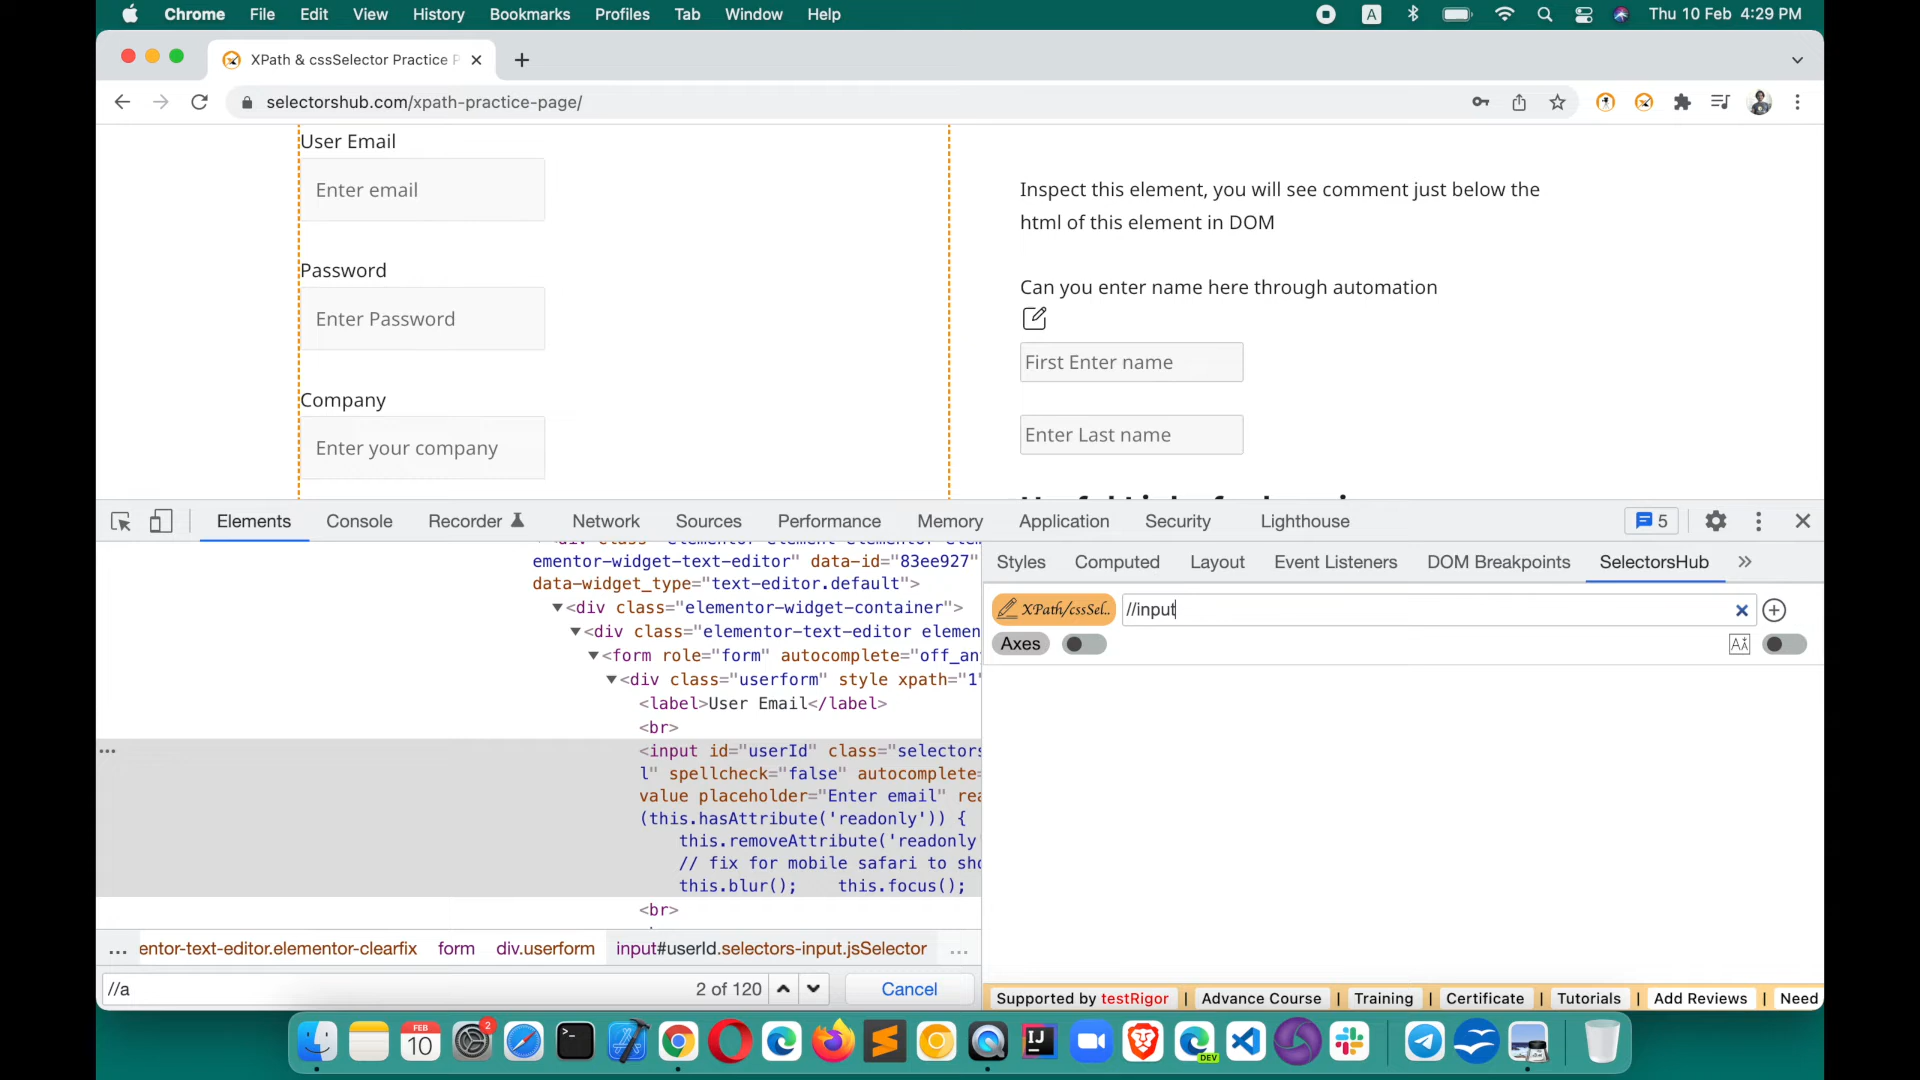 Chrome File Edit View History Bookmarks Profiles Tab Window Help
A
Thu 10 Feb 4:29 PM
XPath & cssSelector Practice P
selectorshub.com/xpath-practice-page/
User Email
Enter email
Password
Enter Password
Company
Enter your company
Inspect this element, you will see comment just below the
html of this element in DOM
Can you enter name here through automation
First Enter name
Enter Last name
Elements Console Recorder Network Sources Performance Memory Application Security Lighthouse 5
ementor-widget-text-editor" data-id="83ee927"
data-widget_type="text-editor.default">
▼<div class="elementor-widget-container">
▼<div class="elementor-text-editor elemen
▼<form role="form" autocomplete="off_an
▼<div class="userform" style xpath="1"
<label>User Email</label>
<br>
... <input id="userId" class="selectors
l" spellcheck="false" autocomplete=
value placeholder="Enter email" rea
(this.hasAttribute('readonly')) {
this.removeAttribute('readonly'
// fix for mobile safari to sho
this.blur(); this.focus();
<br>
... entor-text-editor.elementor-clearfix form div.userform input#userId.selectors-input.jsSelector ...
//a 2 of 120 Cancel
Styles Computed Layout Event Listeners DOM Breakpoints SelectorsHub »
XPath/cssSel.. //input
Axes
Supported by testRigor | Advance Course | Training | Certificate | Tutorials | Add Reviews | Need
FEB
10
2
IJ
DEV